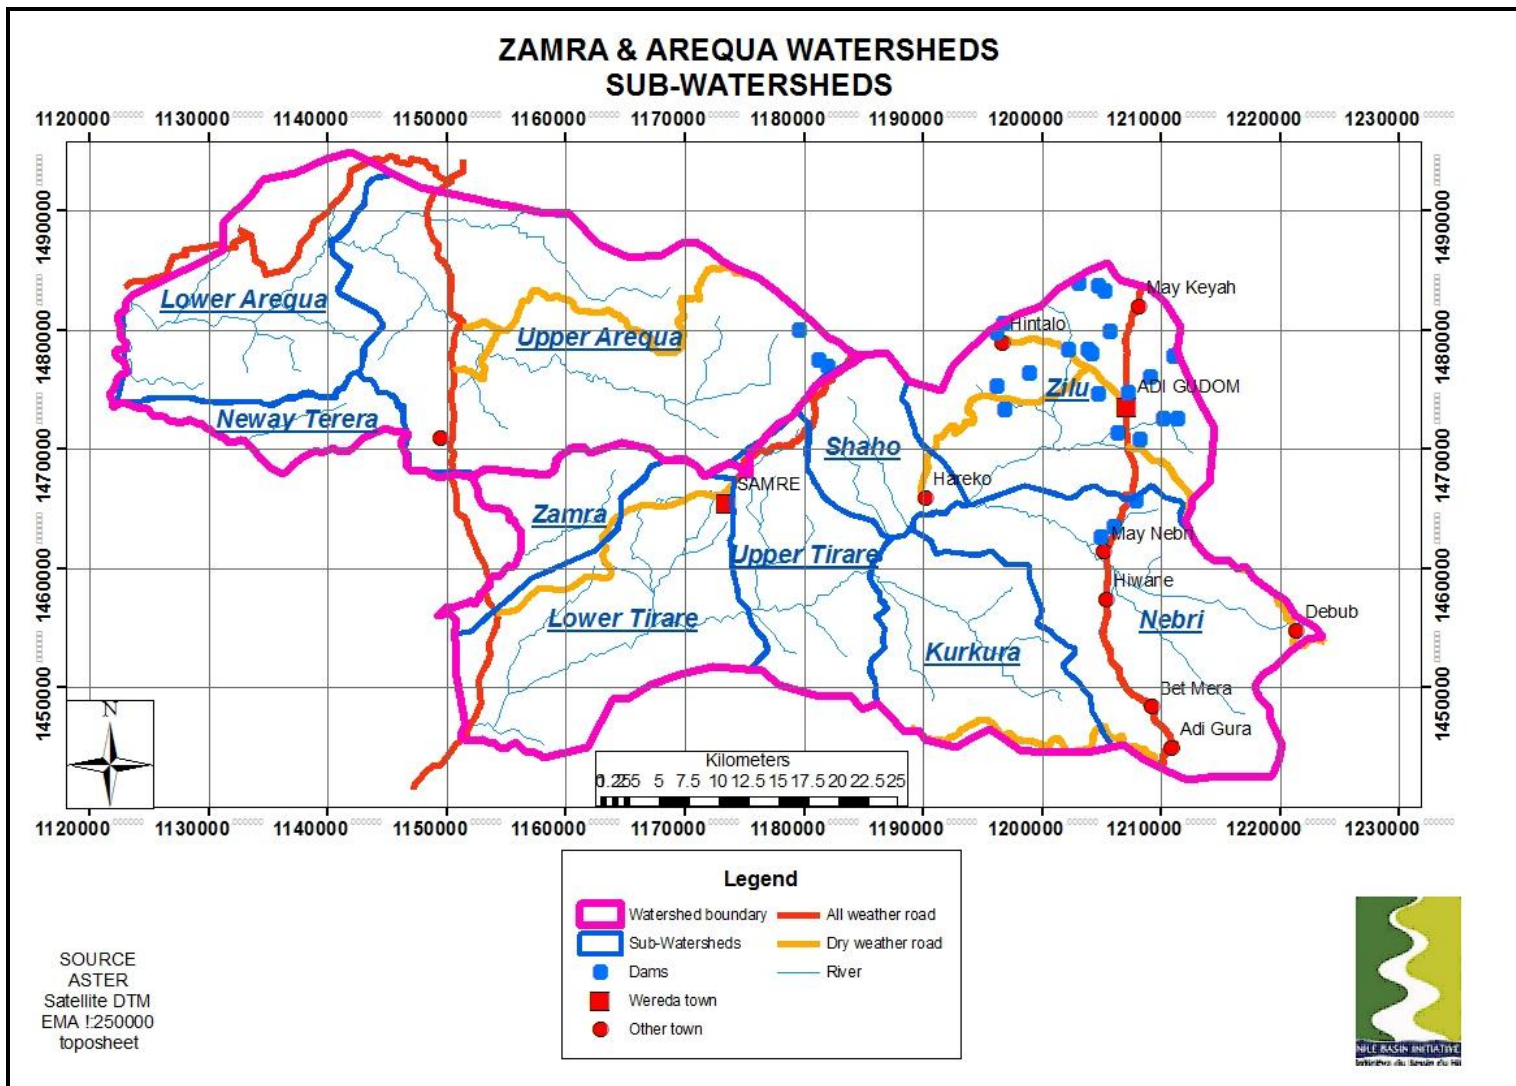 ZAMRA & AREQUA WATERSHEDS
SUB-WATERSHEDS
1120000 1130000 1140000 1150000 1160000 1170000 1180000 1190000 1200000 1210000 1220000 1230000
1490000 1490000
1480000 1480000
1470000 1470000
1460000 1460000
1450000 1450000
May Keyah
Lower Arequa
Hintalo
Upper Arequa
ADI GUDOM
Zilu
Neway Terera
Shaho
Hareko
SAMRE
Zamra
May Nebri
Upper Tirare
Hiwane
Debub
Lower Tirare
Nebri
Kurkura
Bet Mera
Adi Gura
N
Kilometers
5 7.5 10 12.5 15 17.5 20 22.5 25
1120000 1130000 1140000 1150000 1160000 1170000 1180000 1190000 1200000 1210000 1220000 1230000
Legend
Watershed boundary
Sub-Watersheds
Dams
Wereda town
Other town
All weather road
Dry weather road
River
SOURCE
ASTER
Satellite DTM
EMA !:250000
toposheet
NILE BASIN INITIATIVE